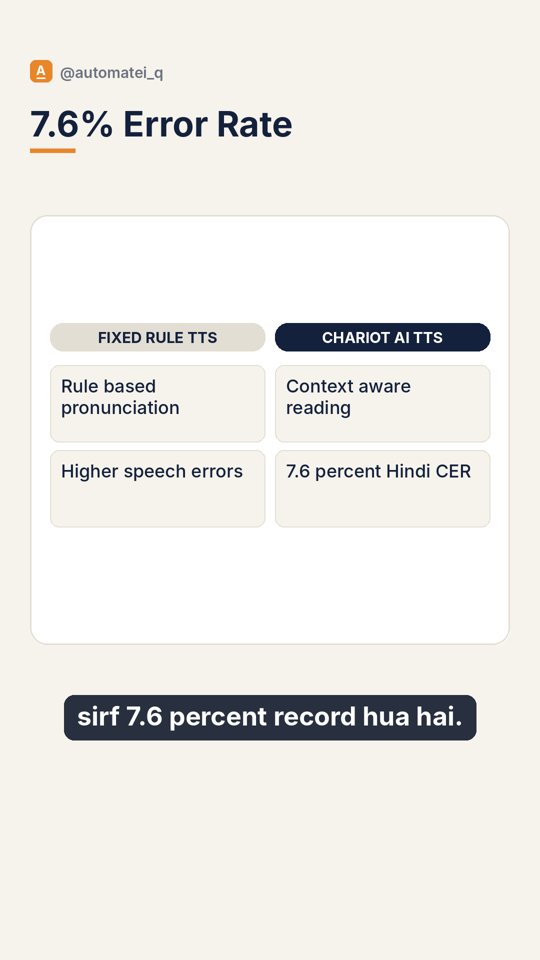 A
@automatei_q
7.6% Error Rate
FIXED RULE TTS
CHARIOT AI TTS
Rule based
pronunciation
Context aware
reading
Higher speech errors
7.6 percent Hindi CER
sirf 7.6 percent record hua hai.